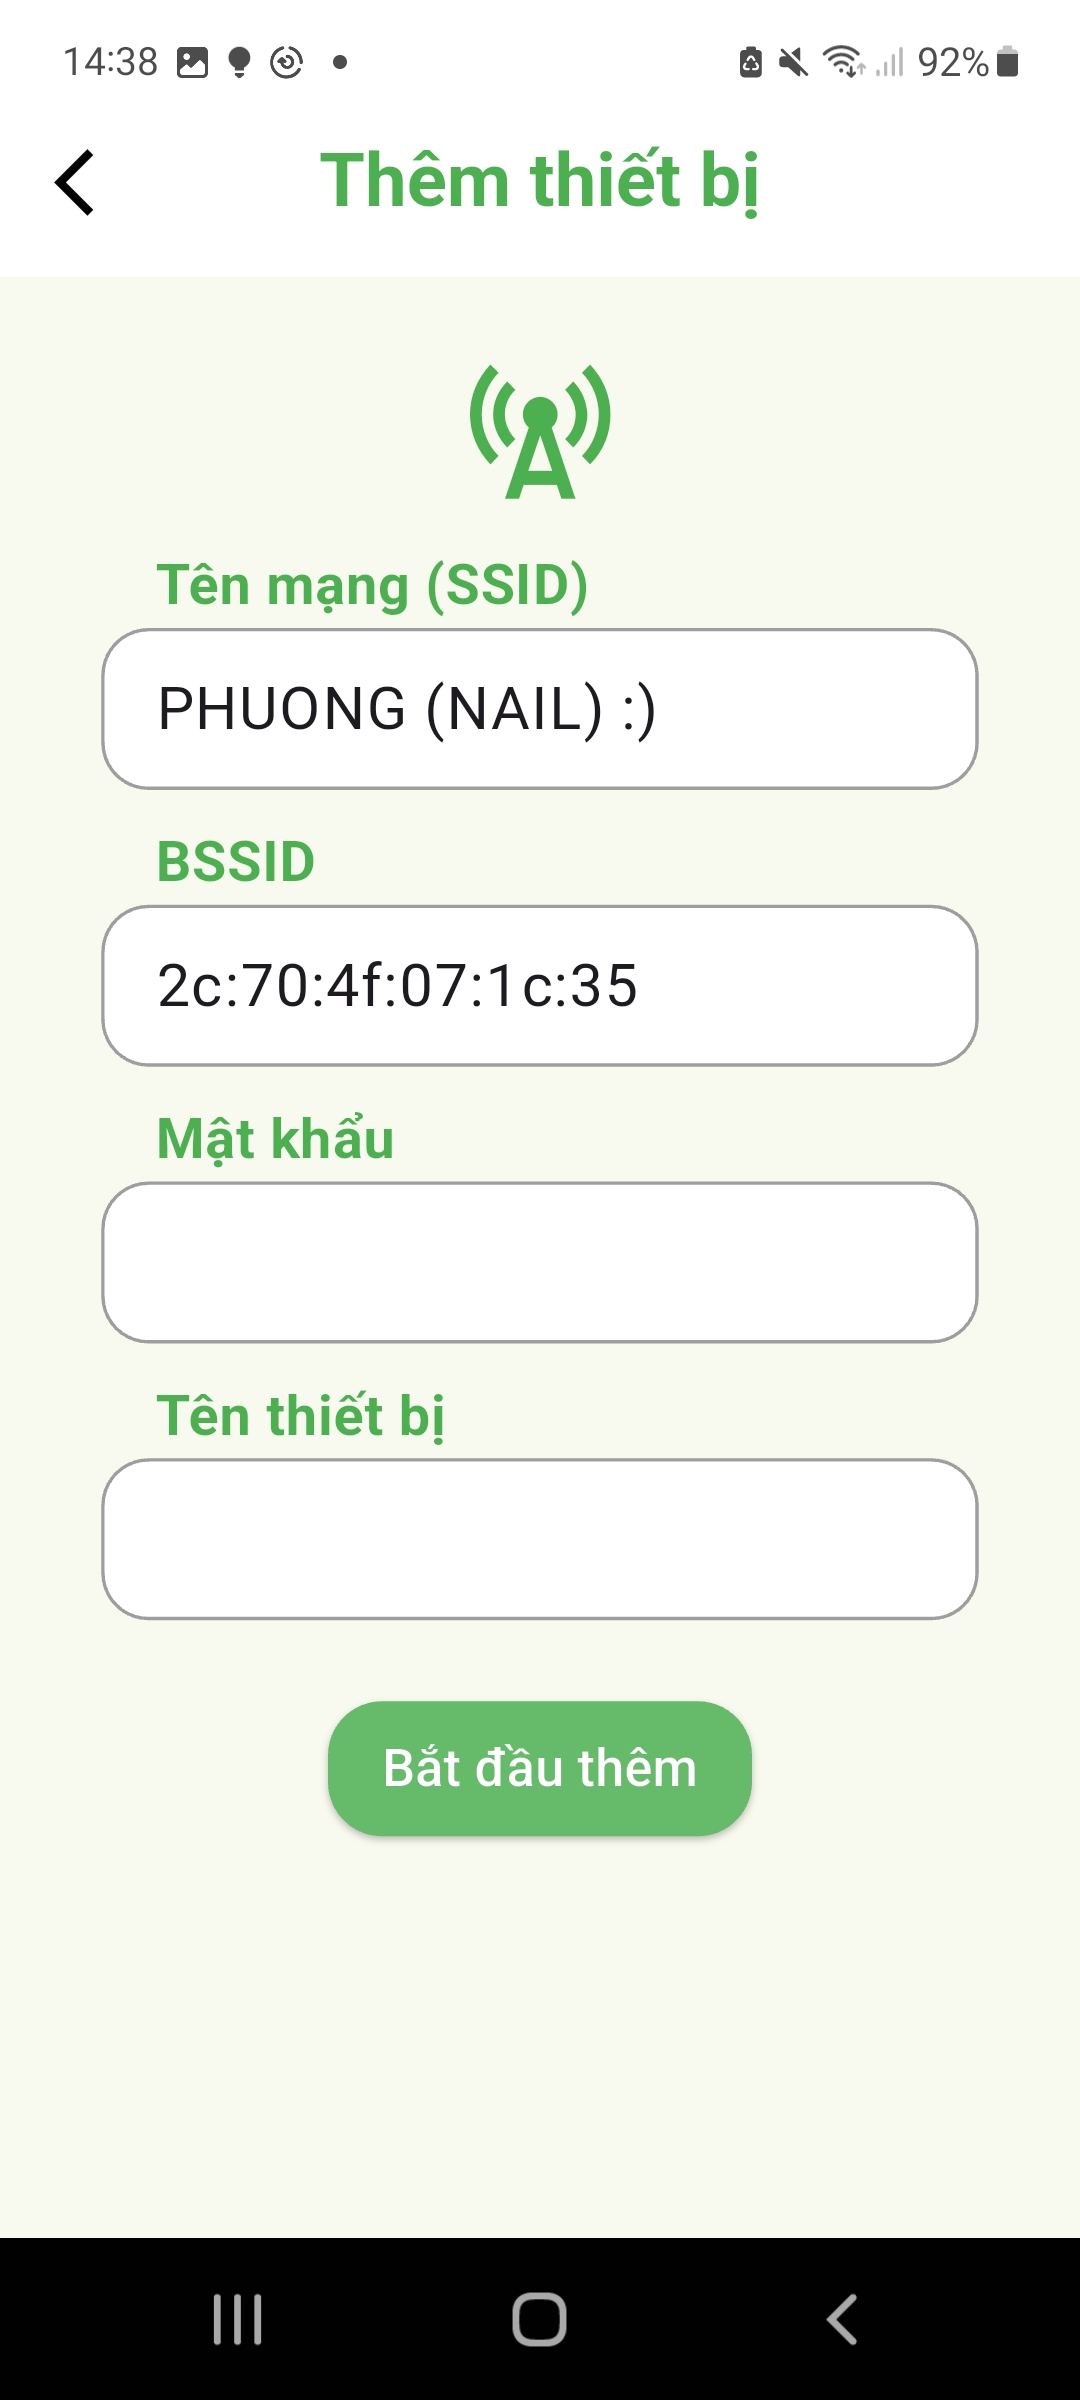 14:38
92%
Thêm thiết bị
Tên mạng (SSID)
PHUONG (NAIL) :)
BSSID
2c:70:4f:07:1c:35
Mật khẩu
Tên thiết bị
Bắt đầu thêm